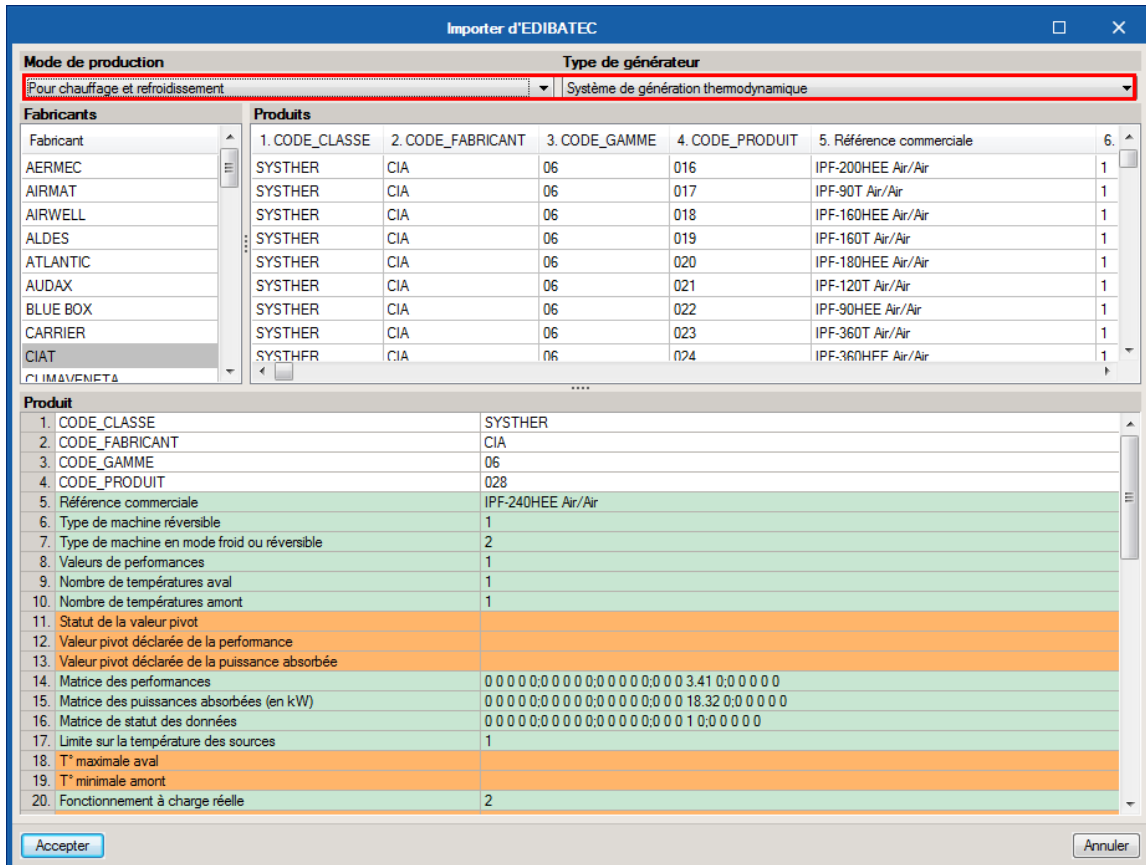 Importer d'EDIBATEC
Mode de production Type de générateur
Pour chauffage et refroidissement Système de génération thermodynamique
Fabricants Produits
Fabricant 1. CODE_CLASSE 2. CODE_FABRICANT 3. CODE_GAMME 4. CODE_PRODUIT 5. Référence commerciale 6.
AERMEC SYSTHER CIA 06 016 IPF-200HEE Air/Air 1
AIRMAT SYSTHER CIA 06 017 IPF-90T Air/Air 1
AIRWELL SYSTHER CIA 06 018 IPF-160HEE Air/Air 1
ALDES SYSTHER CIA 06 019 IPF-160T Air/Air 1
ATLANTIC SYSTHER CIA 06 020 IPF-180HEE Air/Air 1
AUDAX SYSTHER CIA 06 021 IPF-120T Air/Air 1
BLUE BOX SYSTHER CIA 06 022 IPF-90HEE Air/Air 1
CARRIER SYSTHER CIA 06 023 IPF-360T Air/Air 1
CIAT SYSTHER CIA 06 024 IPF-360HEE Air/Air 1
CLIMAVENETA
Produit
1. CODE_CLASSE SYSTHER
2. CODE_FABRICANT CIA
3. CODE_GAMME 06
4. CODE_PRODUIT 028
5. Référence commerciale IPF-240HEE Air/Air
6. Type de machine réversible 1
7. Type de machine en mode froid ou réversible 2
8. Valeurs de performances 1
9. Nombre de températures aval 1
10. Nombre de températures amont 1
11. Statut de la valeur pivot
12. Valeur pivot déclarée de la performance
13. Valeur pivot déclarée de la puissance absorbée
14. Matrice des performances 0 0 0 0 0;0 0 0 0 0;0 0 0 0 0;0 0 0 3.41 0;0 0 0 0 0
15. Matrice des puissances absorbées (en kW) 0 0 0 0 0;0 0 0 0 0;0 0 0 0 0;0 0 0 18.32 0;0 0 0 0 0
16. Matrice de statut des données 0 0 0 0 0;0 0 0 0 0;0 0 0 0 0;0 0 0 1 0;0 0 0 0 0
17. Limite sur la température des sources 1
18. T° maximale aval
19. T° minimale amont
20. Fonctionnement à charge réelle 2
Accepter Annuler